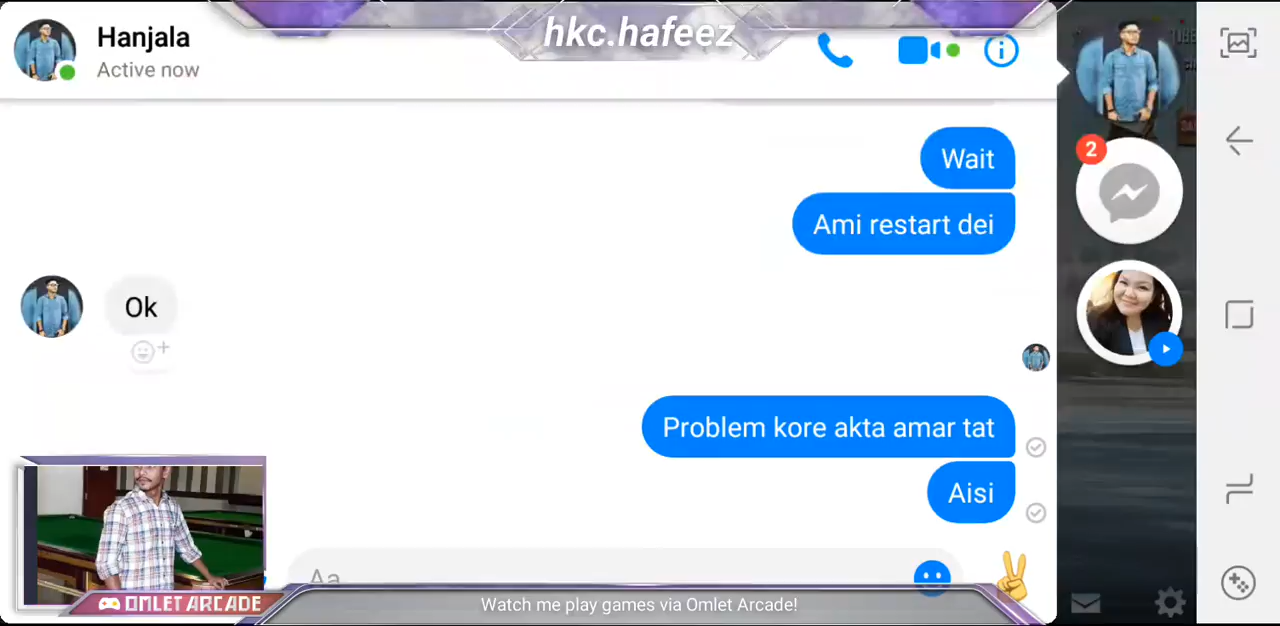 hkc.hafeez
Hanjala
Active now
Wait
Ami restart dei
2
Ok
Problem kore akta amar tat
Aisi
Aa
OMLET ARCADE
Watch me play games via Omlet Arcade!